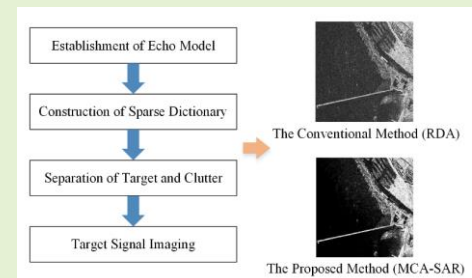 Establishment of Echo Model
Construction of Sparse Dictionary
Separation of Target and Clutter
Target Signal Imaging
The Conventional Method (RDA)
The Proposed Method (MCA-SAR)